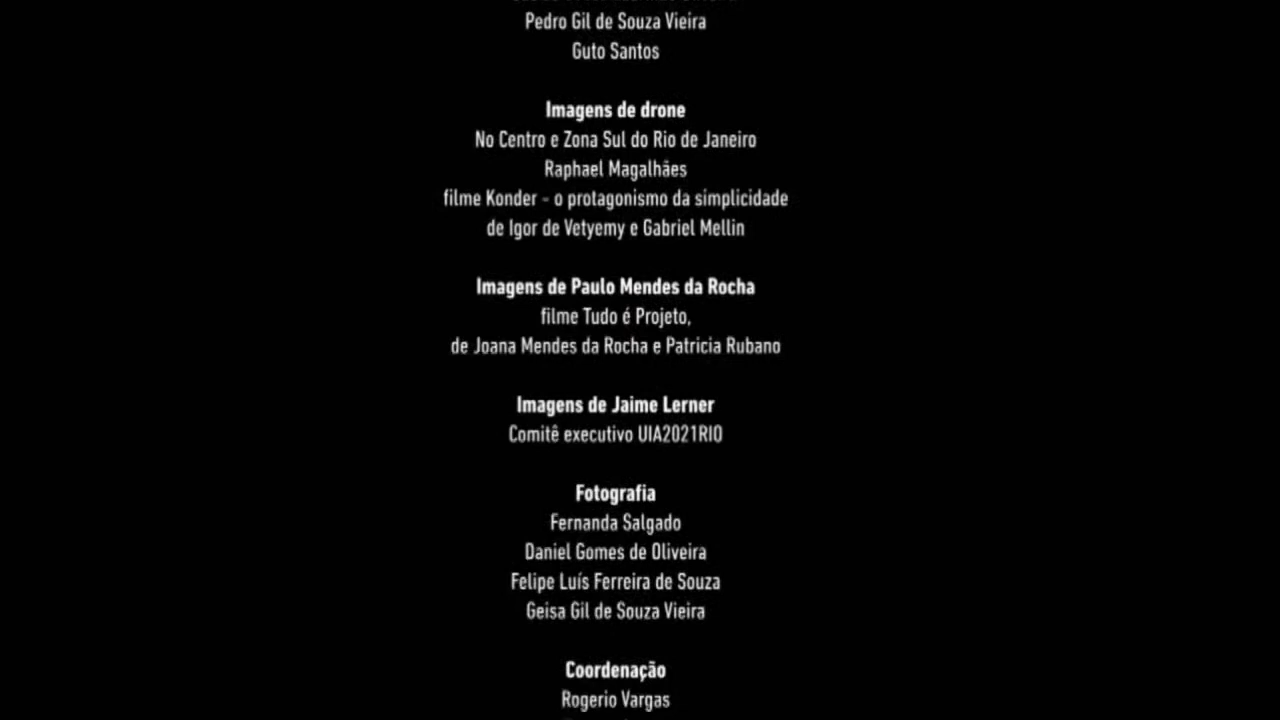 Pedro Gil de Souza Vieira
Guto Santos
Imagens de drone
No Centro e Zona Sul do Rio de Janeiro
Raphael Magalhães
filme Konder - o protagonismo da simplicidade
de Igor de Vetyemy e Gabriel Mellin
Imagens de Paulo Mendes da Rocha
filme Tudo é Projeto,
de Joana Mendes da Rocha e Patricia Rubano
Imagens de Jaime Lerner
Comitê executivo UIA2021RIO
Fotografia
Fernanda Salgado
Daniel Gomes de Oliveira
Felipe Luís Ferreira de Souza
Geisa Gil de Souza Vieira
Coordenação
Rogerio Vargas